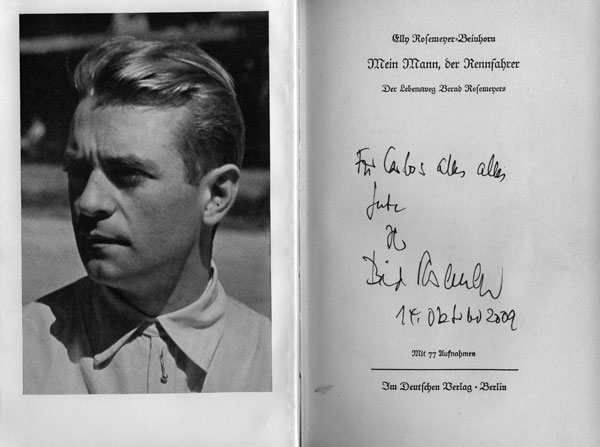 Elly Rosemeyer-Beinhorn
Mein Mann, der Rennfahrer
Der Lebensweg Bernd Rosemeyers
Für Carlos alles alles
Gute
14. Oktober 2009
Mit 77 Aufnahmen
Im Deutschen Verlag · Berlin